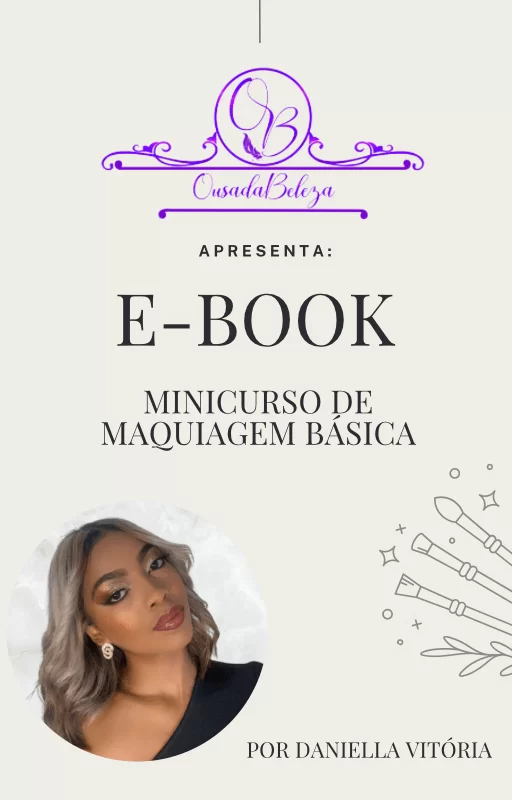 OB
OusadaBeleza
APRESENTA:
E-BOOK
MINICURSO DE
MAQUIAGEM BÁSICA
POR DANIELLA VITÓRIA